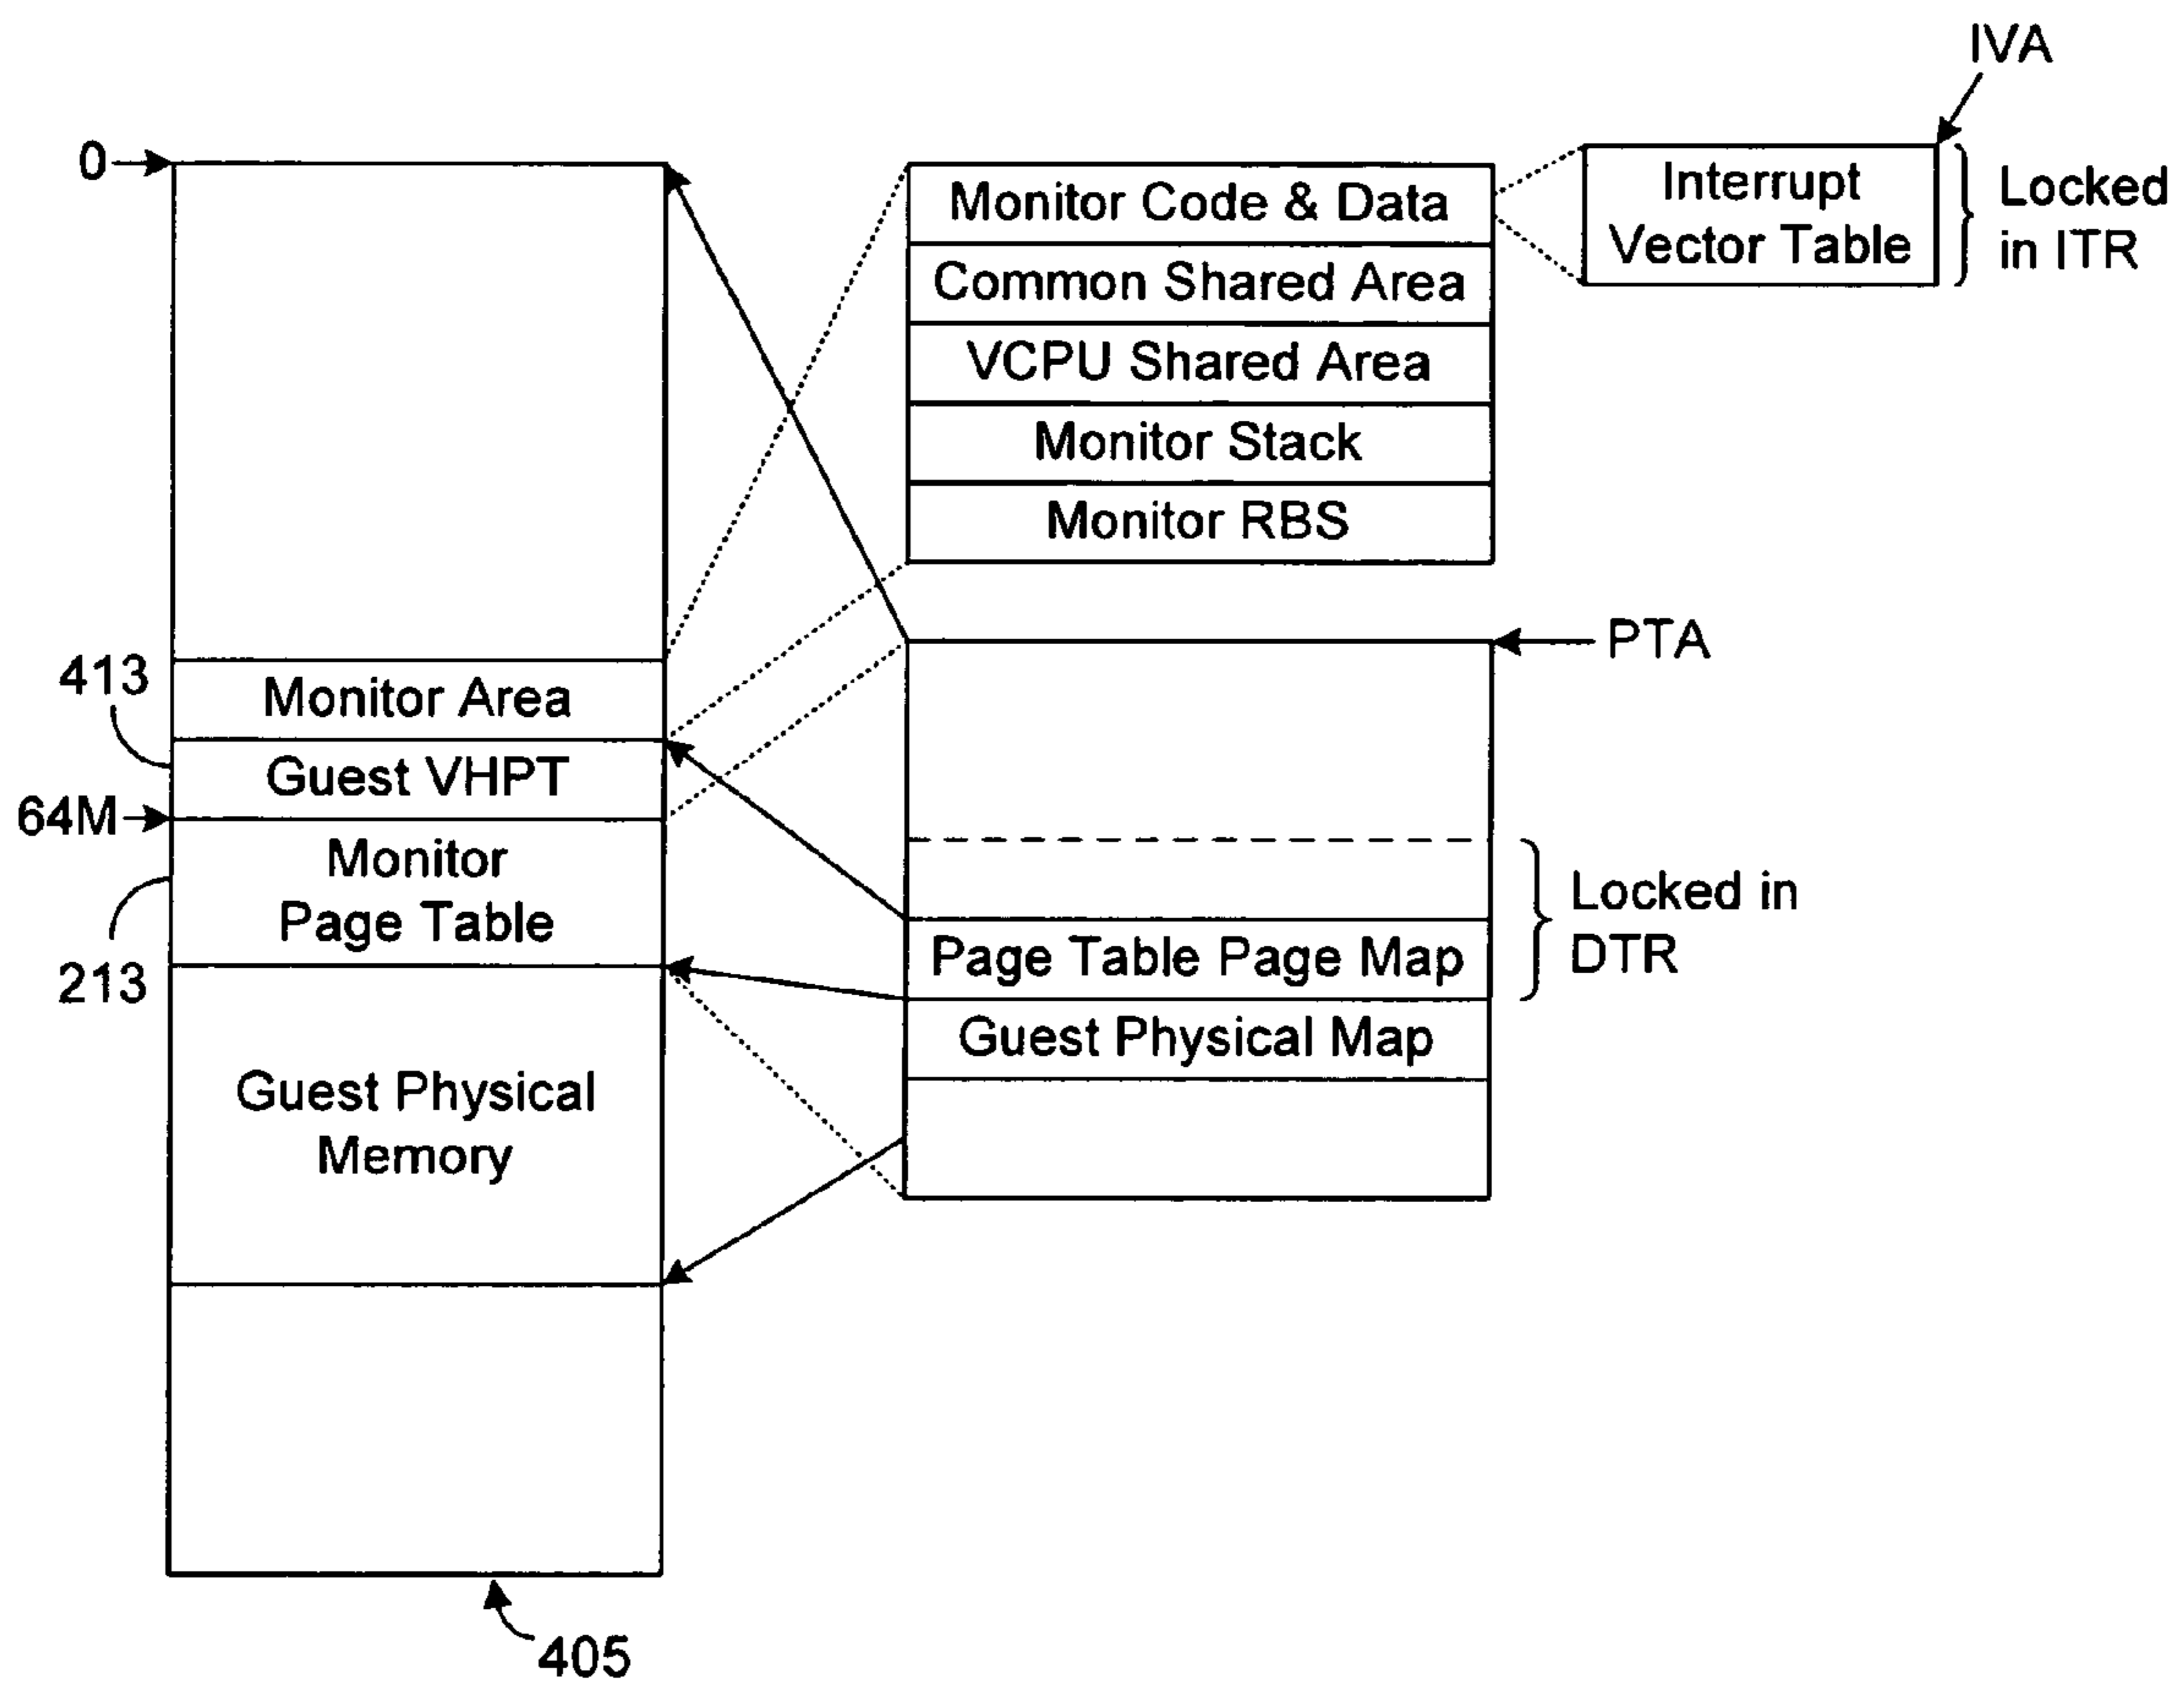 IVA
0
Monitor Code & Data
Interrupt
Vector Table
Locked
in ITR
Common Shared Area
VCPU Shared Area
Monitor Stack
Monitor RBS
PTA
413
Monitor Area
Guest VHPT
64M
Monitor
Page Table
213
Locked in
DTR
Page Table Page Map
Guest Physical Map
Guest Physical
Memory
405